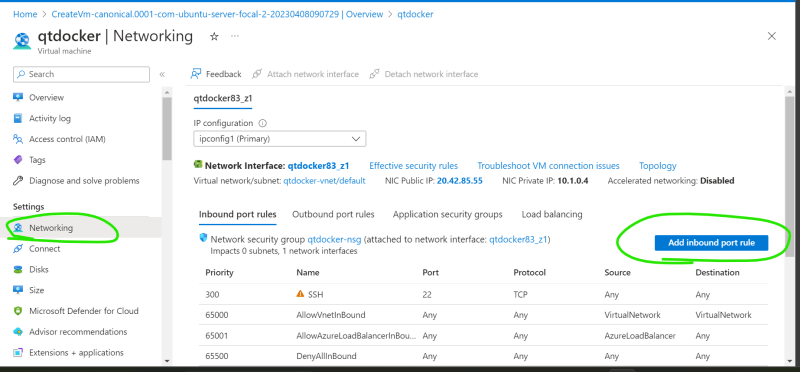 Home > CreateVm-canonical.0001-com-ubuntu-server-focal-2-20230408090729 | Overview > qtdocker
qtdocker | Networking
Virtual machine
Search
Overview
Activity log
Access control (IAM)
Tags
Diagnose and solve problems
Settings
Networking
Connect
Disks
Size
Microsoft Defender for Cloud
Advisor recommendations
Extensions + applications
Feedback Attach network interface Detach network interface
qtdocker83_z1
IP configuration
ipconfig1 (Primary)
Network Interface: qtdocker83_z1 Effective security rules Troubleshoot VM connection issues Topology
Virtual network/subnet: qtdocker-vnet/default NIC Public IP: 20.42.85.55 NIC Private IP: 10.1.0.4 Accelerated networking: Disabled
Inbound port rules Outbound port rules Application security groups Load balancing
Network security group qtdocker-nsg (attached to network interface: qtdocker83_z1)
Impacts 0 subnets, 1 network interfaces
Add inbound port rule
Priority Name Port Protocol Source Destination
300 SSH 22 TCP Any Any
65000 AllowVnetInBound Any Any VirtualNetwork VirtualNetwork
65001 AllowAzureLoadBalancerInBou... Any Any AzureLoadBalancer Any
65500 DenyAllInBound Any Any Any Any